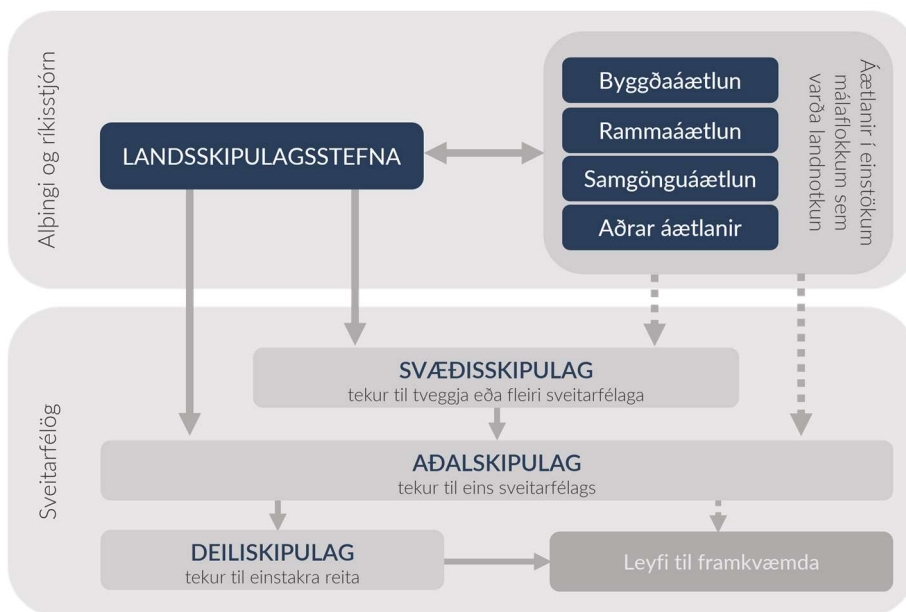 Alþingi og ríkisstjórn
LANDSSKIPULAGSSTEFNA
Byggðaáætlun
Rammaáætlun
Samgönguáætlun
Aðrar áætlanir
Áætlanir í einstökum
málaflokkum sem
varða landnotkun
Sveitarfélög
SVÆÐISSKIPULAG
tekur til tveggja eða fleiri sveitarfélaga
AÐALSKIPULAG
tekur til eins sveitarfélags
DEILISKIPULAG
tekur til einstakra reita
Leyfi til framkvæmda